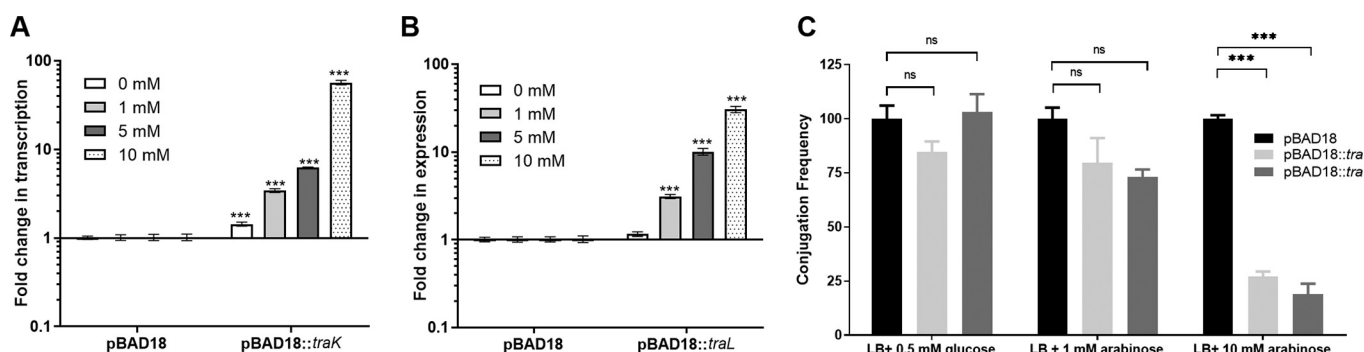 A
Fold change in transcription
100
10
1
0.1
0 mM
1 mM
5 mM
10 mM
***
***
***
***
pBAD18
pBAD18::traK
B
Fold change in expression
100
10
1
0.1
0 mM
1 mM
5 mM
10 mM
***
***
***
pBAD18
pBAD18::traL
C
Conjugation Frequency
125
100
75
50
25
0
ns
ns
ns
ns
***
***
pBAD18
pBAD18::tra
pBAD18::tra
LB+ 0.5 mM glucose
LB + 1 mM arabinose
LB+ 10 mM arabinose